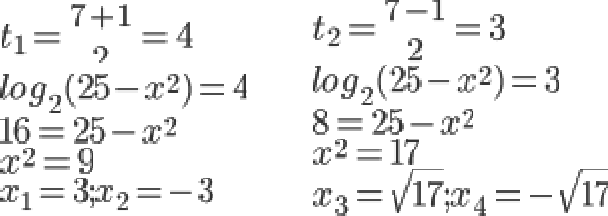 t₁ = (7+1)/2 = 4
log₂(25 − x²) = 4
16 = 25 − x²
x² = 9
x₁ = 3; x₂ = −3
t₂ = (7−1)/2 = 3
log₂(25 − x²) = 3
8 = 25 − x²
x² = 17
x₃ = √17; x₄ = −√17